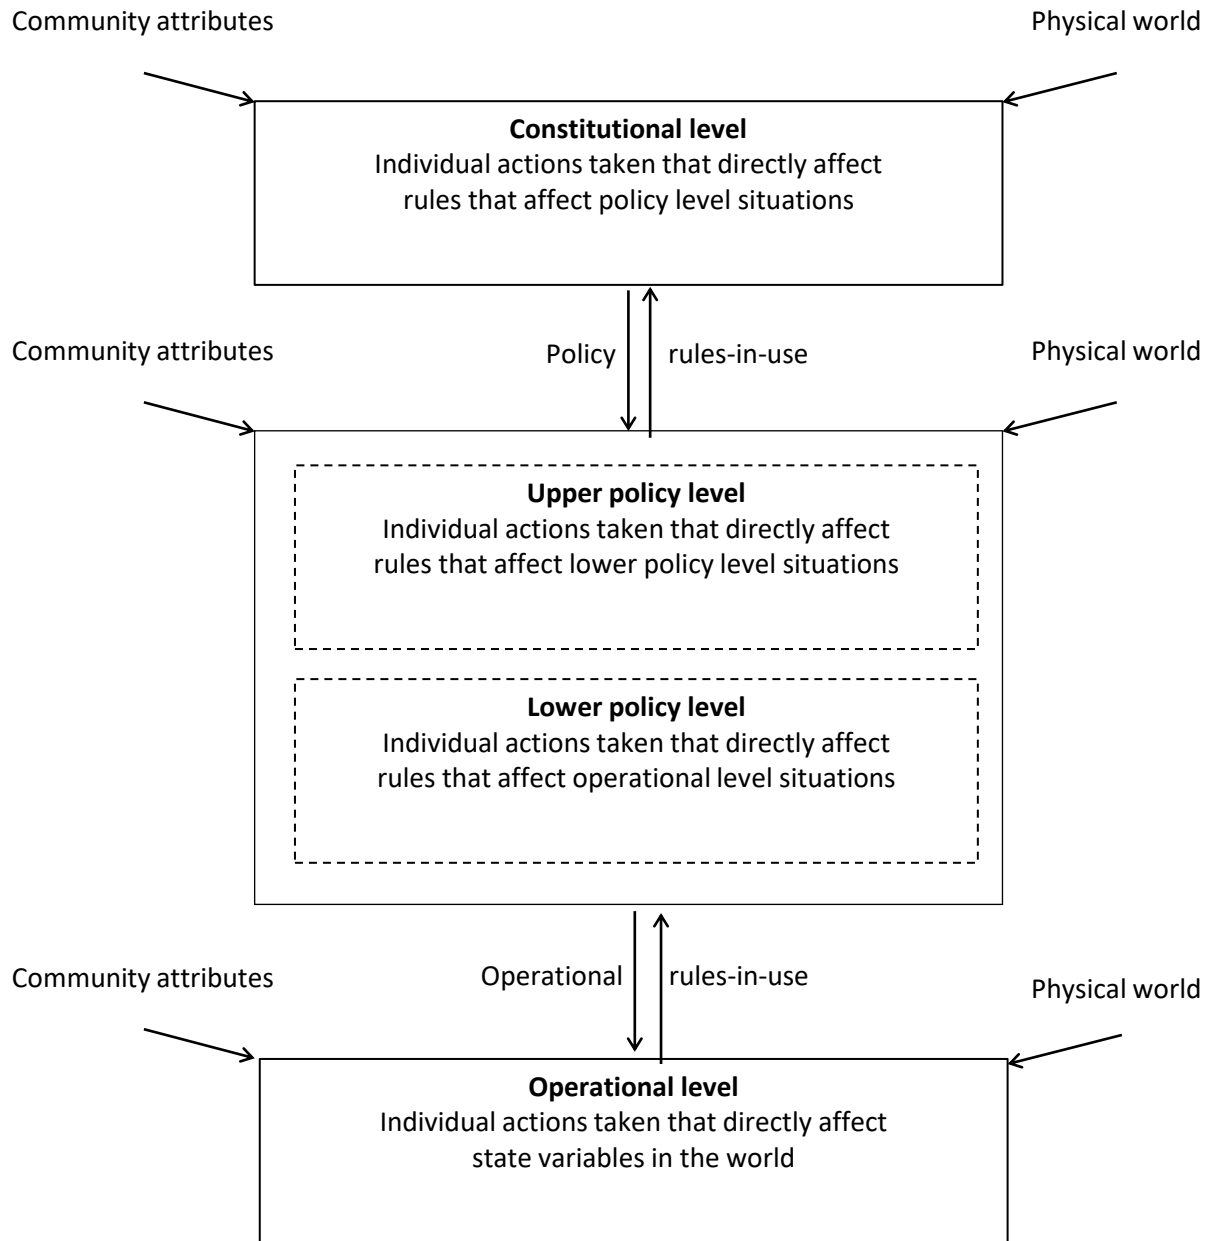 Community attributes
Physical world
Constitutional level
Individual actions taken that directly affect
rules that affect policy level situations
Community attributes
Policy
rules-in-use
Physical world
Upper policy level
Individual actions taken that directly affect
rules that affect lower policy level situations
Lower policy level
Individual actions taken that directly affect
rules that affect operational level situations
Community attributes
Operational
rules-in-use
Physical world
Operational level
Individual actions taken that directly affect
state variables in the world